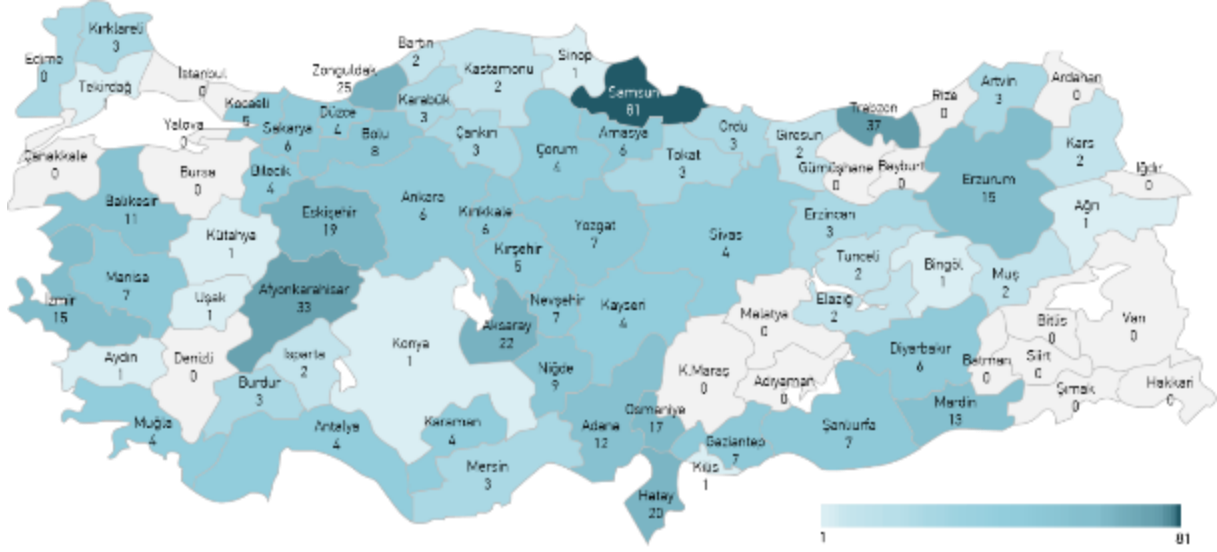 Kırklareli
3
Edirne
0
Tekirdağ
İstanbul
0
Kocaeli
5
Yalova
0
Sakarya
6
Düzce
4
Zonguldak
25
Bartın
2
Karabük
3
Bolu
8
Kastamonu
2
Çankırı
3
Sinop
1
Samsun
81
Amasya
6
Çorum
4
Tokat
3
Ordu
3
Giresun
2
Trabzon
37
Gümüşhane
0
Bayburt
0
Rize
0
Artvin
3
Ardahan
0
Kars
2
Iğdır
0
Ağrı
1
Erzurum
15
Erzincan
3
Çanakkale
0
Balıkesir
11
Bursa
0
Bilecik
4
Eskişehir
19
Kütahya
1
Ankara
6
Kırıkkale
6
Kırşehir
5
Yozgat
7
Sivas
4
Tunceli
2
Bingöl
1
Muş
2
Elazığ
2
Manisa
7
İzmir
15
Uşak
1
Afyonkarahisar
33
Konya
1
Aksaray
22
Nevşehir
7
Kayseri
4
Niğde
9
Malatya
0
K.Maraş
0
Adıyaman
0
Diyarbakır
6
Batman
0
Bitlis
0
Siirt
0
Van
0
Şırnak
0
Hakkari
0
Mardin
13
Şanlıurfa
7
Gaziantep
7
Kilis
1
Osmaniye
17
Hatay
20
Adana
12
Mersin
3
Karaman
4
Antalya
4
Isparta
2
Burdur
3
Denizli
0
Aydın
1
Muğla
4
1
81